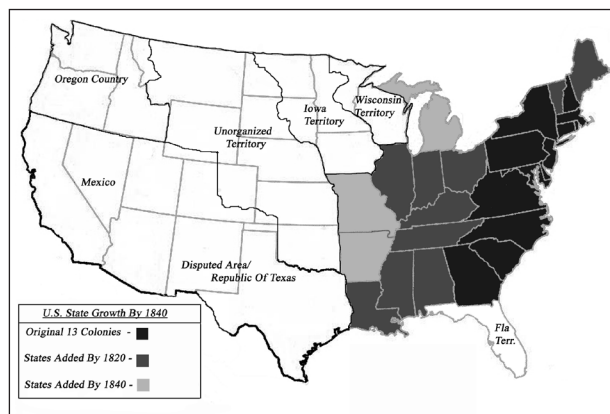 Oregon Country
Wisconsin
Territory
Iowa
Territory
Unorganized
Territory
Mexico
Disputed Area/
Republic Of Texas
Fla
Terr.
U.S. State Growth By 1840
Original 13 Colonies -
States Added By 1820 -
States Added By 1840 -